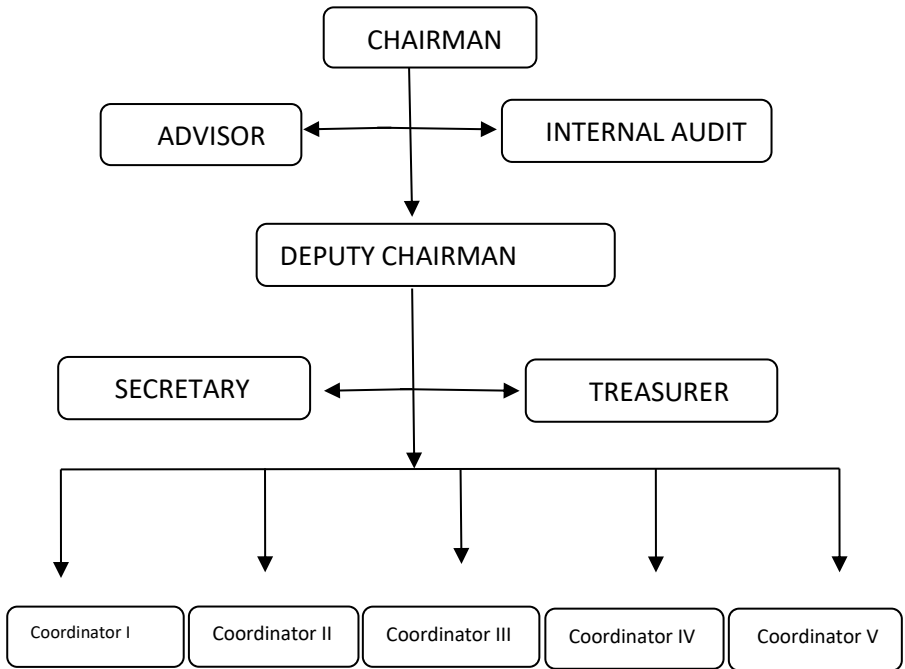 CHAIRMAN
ADVISOR
INTERNAL AUDIT
DEPUTY CHAIRMAN
SECRETARY
TREASURER
Coordinator I
Coordinator II
Coordinator III
Coordinator IV
Coordinator V